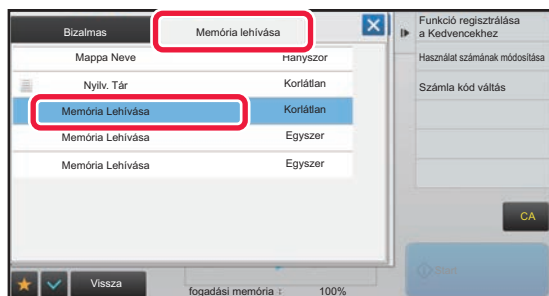 Bizalmas
Memória lehívása
Mappa Neve
Hányszor
Nyilv. Tár
Korlátlan
Memória Lehívása
Korlátlan
Memória Lehívása
Egyszer
Memória Lehívása
Egyszer
Vissza
fogadási memória :
100%
Funkció regisztrálása
a Kedvencekhez
Használat számának módosítása
Számla kód váltás
CA
Start